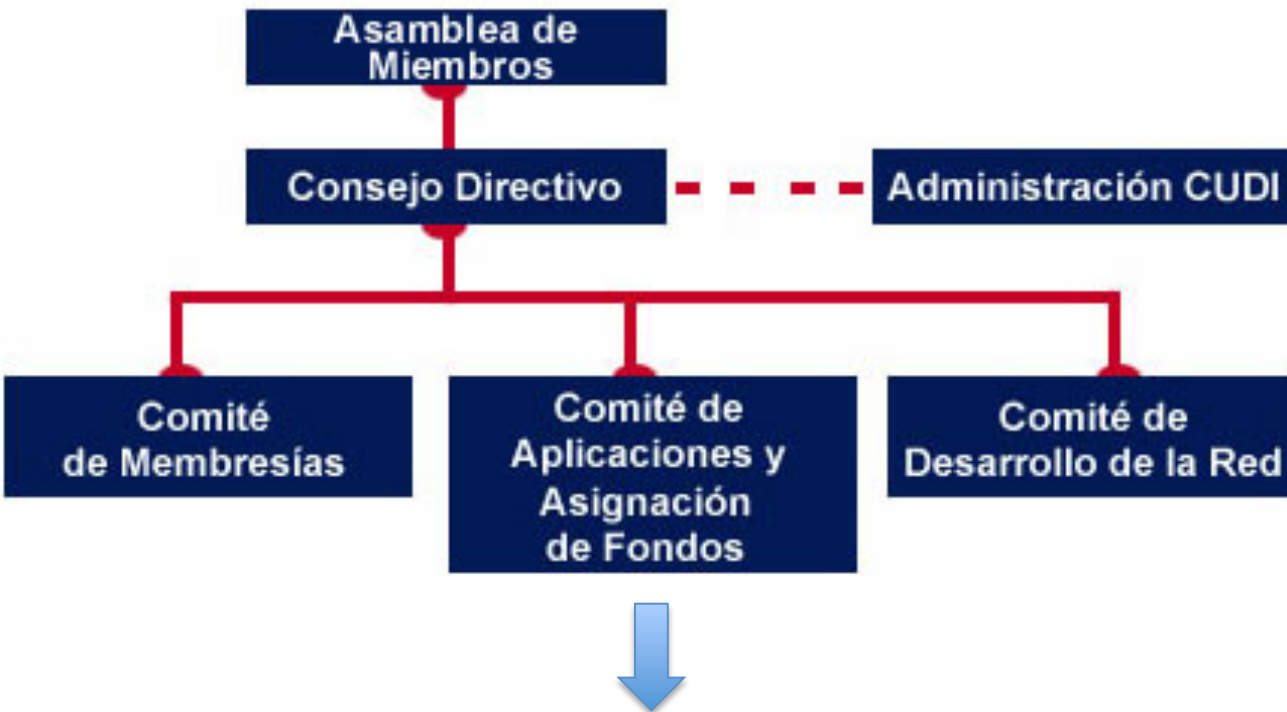 Asamblea de
Miembros
Consejo Directivo
Administración CUDI
Comité
de Membresías
Comité de
Aplicaciones y
Asignación
de Fondos
Comité de
Desarrollo de la Red